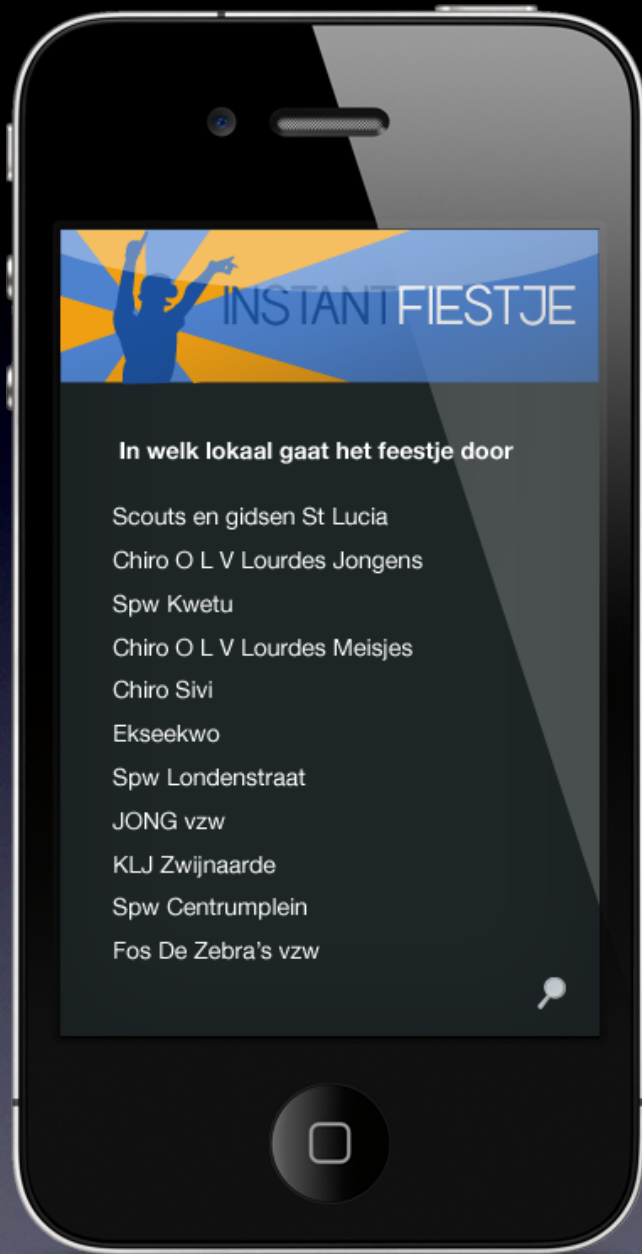 INSTANTFIESTJE
In welk lokaal gaat het feestje door
Scouts en gidsen St Lucia
Chiro O L V Lourdes Jongens
Spw Kwetu
Chiro O L V Lourdes Meisjes
Chiro Sivi
Ekseekwo
Spw Londenstraat
JONG vzw
KLJ Zwijnaarde
Spw Centrumplein
Fos De Zebra's vzw